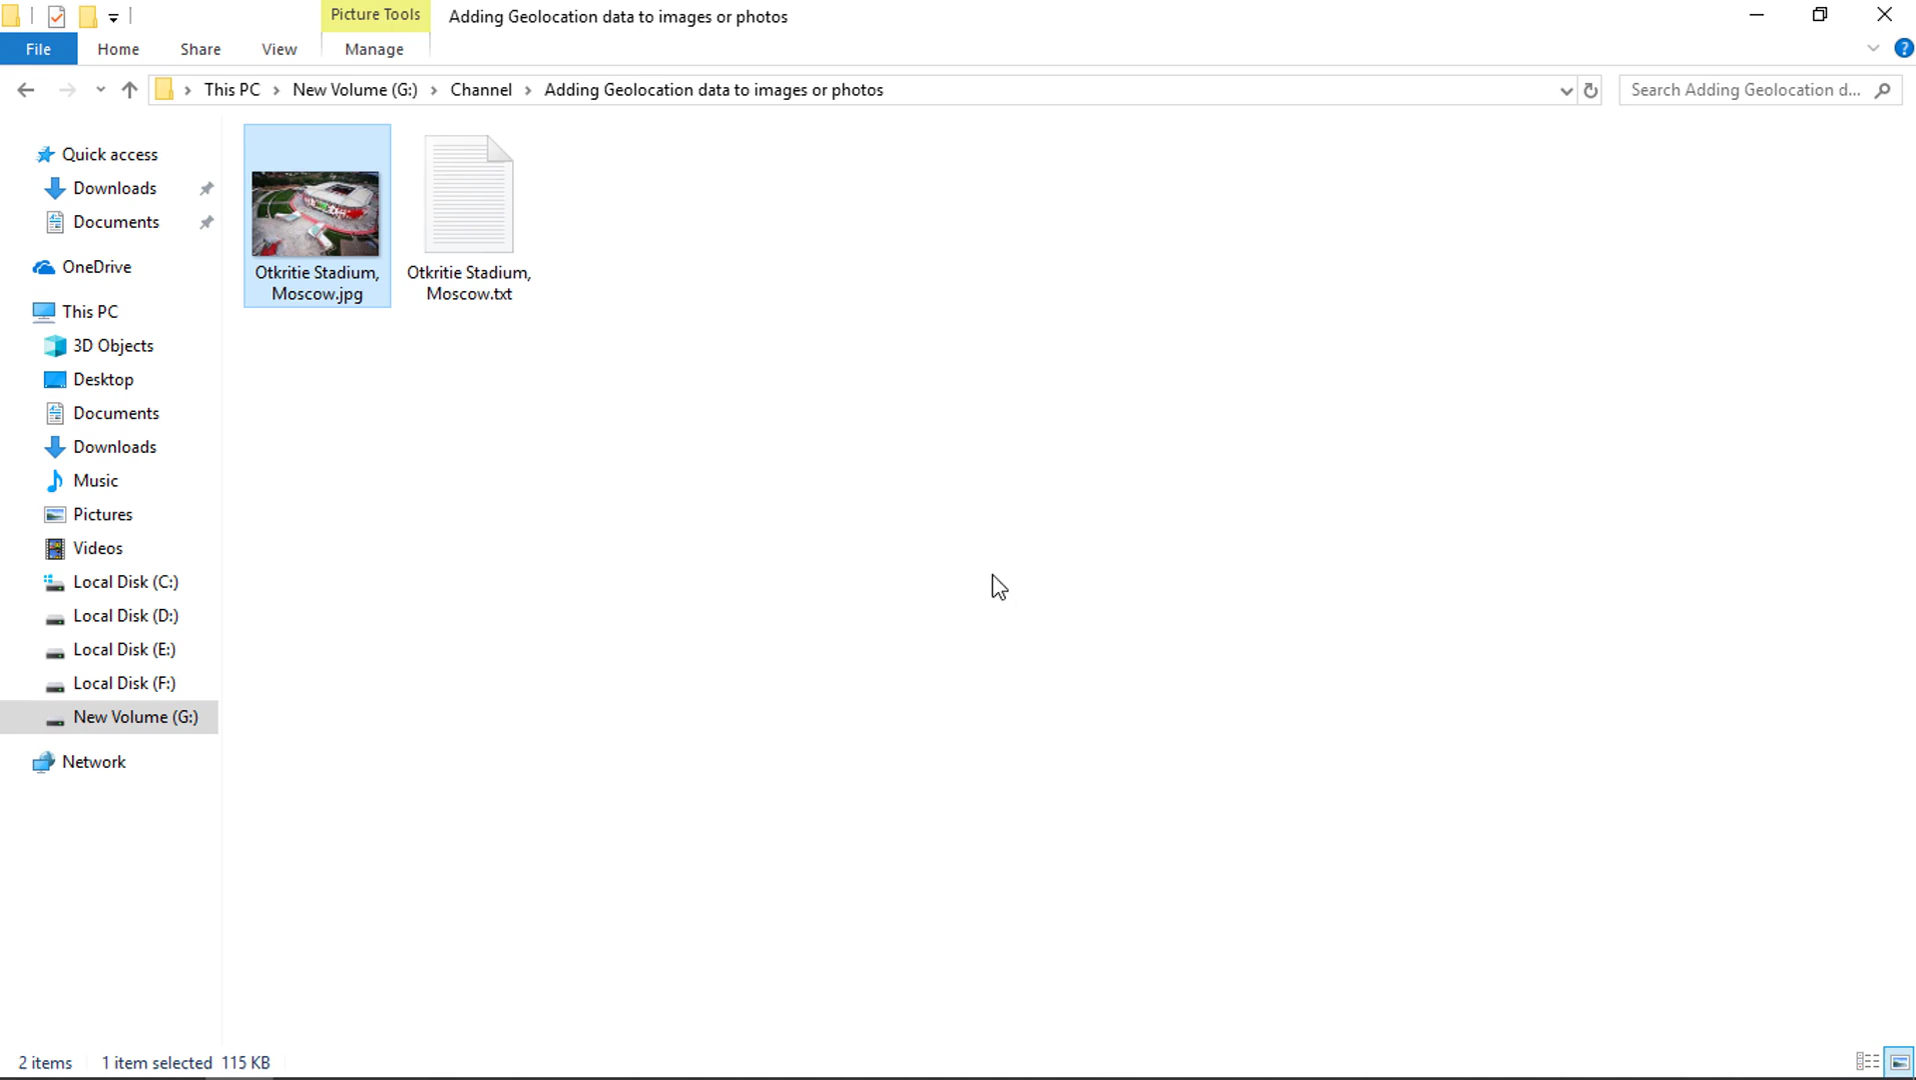 Picture Tools
Adding Geolocation data to images or photos
File
Home
Share
View
Manage
This PC
New Volume (G:)
Channel
Adding Geolocation data to images or photos
Search Adding Geolocation d...
Quick access
Downloads
Documents
OneDrive
This PC
3D Objects
Desktop
Documents
Downloads
Music
Pictures
Videos
Local Disk (C:)
Local Disk (D:)
Local Disk (E:)
Local Disk (F:)
New Volume (G:)
Network
Otkritie Stadium,
Moscow.jpg
Otkritie Stadium,
Moscow.txt
2 items
1 item selected 115 KB